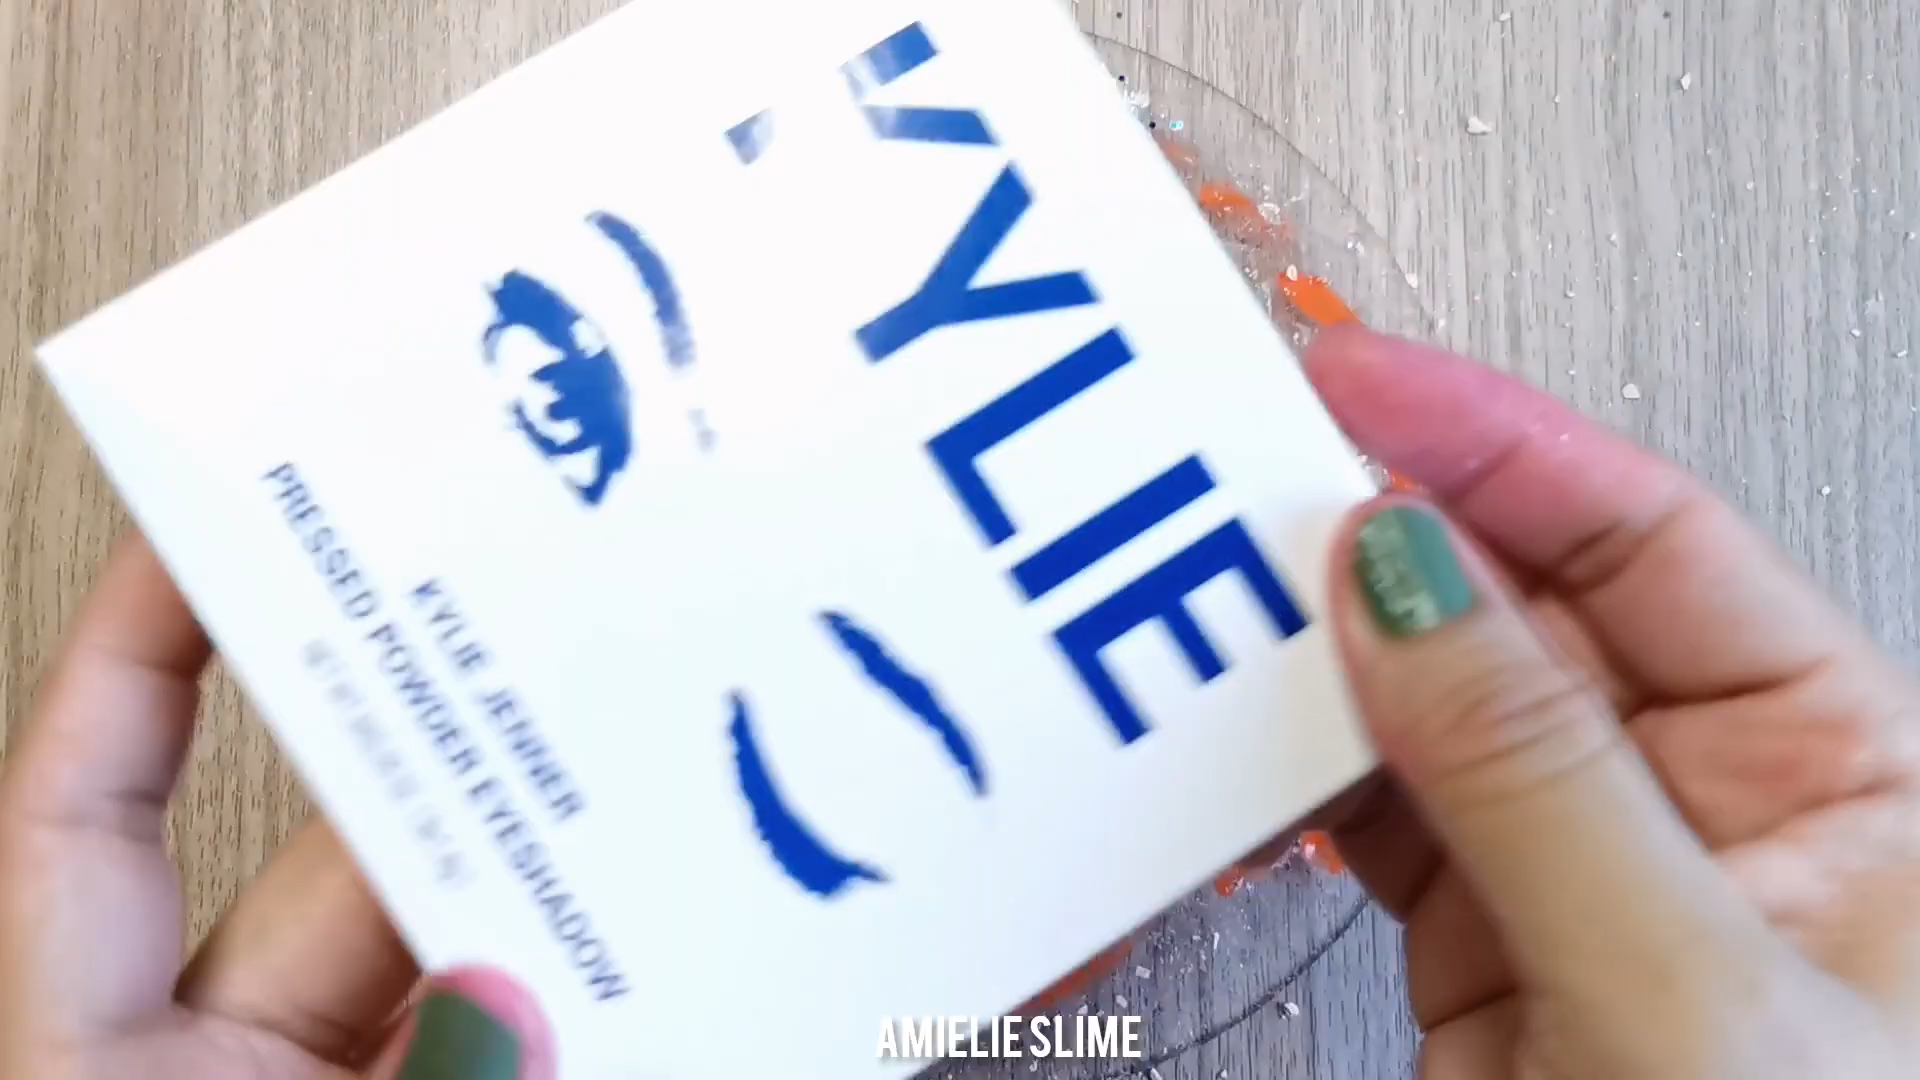 KYLIE
KYLIE JENNER
PRESSED POWDER EYESHADOW
AMIELIE SLIME